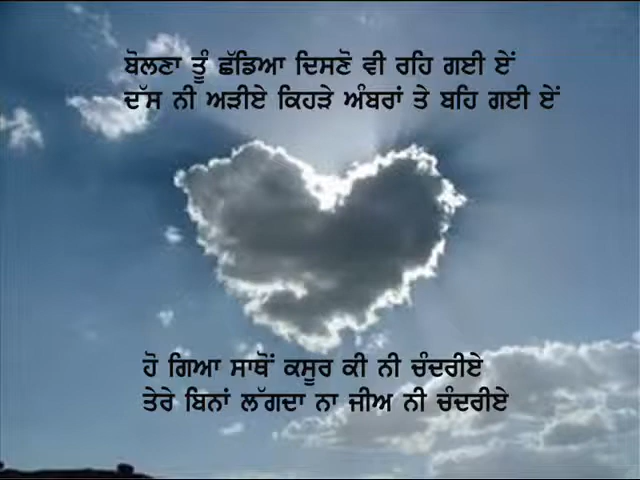 ਬੋਲਣਾ ਤੂੰ ਛੱਡਿਆ ਦਿਸਣੋ ਵੀ ਰਹਿ ਗਈ ਏਂ
ਦੱਸ ਨੀ ਅੜੀਏ ਕਿਹੜੇ ਅੰਬਰਾਂ ਤੇ ਬਹਿ ਗਈ ਏਂ
ਹੋ ਗਿਆ ਸਾਥੋਂ ਕਸੂਰ ਕੀ ਨੀ ਚੰਦਰੀਏ
ਤੇਰੇ ਬਿਨਾਂ ਲੱਗਦਾ ਨਾ ਜੀਅ ਨੀ ਚੰਦਰੀਏ